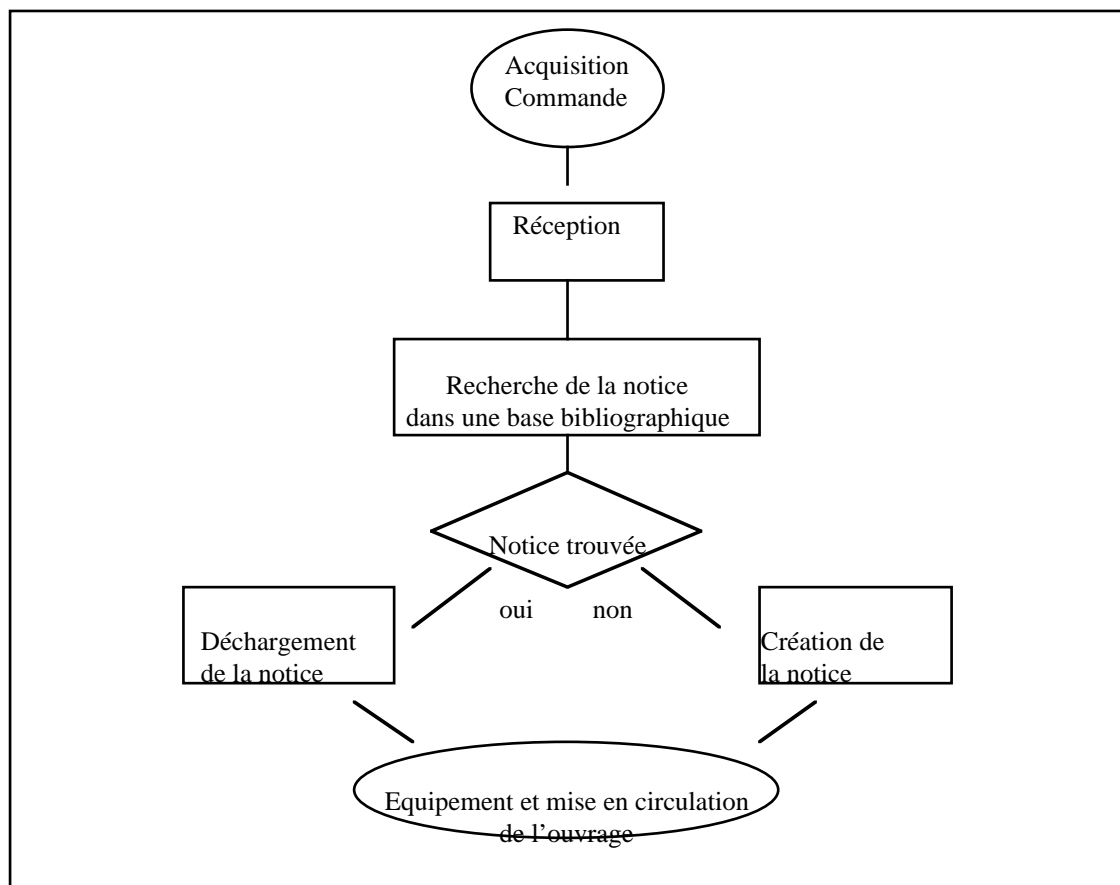 Acquisition
Commande
Réception
Recherche de la notice
dans une base bibliographique
Notice trouvée
oui non
Déchargement
de la notice
Création de
la notice
Equipement et mise en circulation
de l’ouvrage